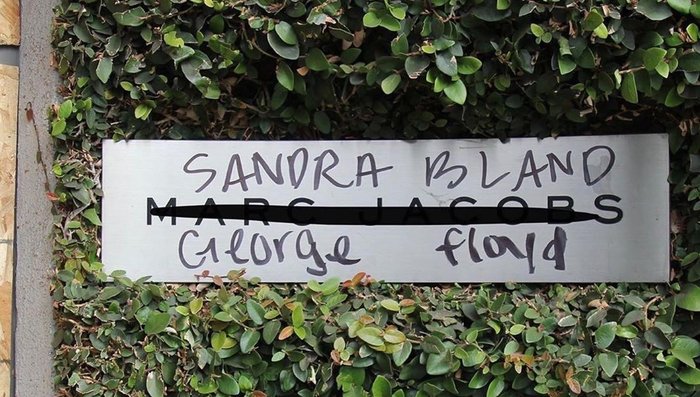 SANDRA BLAND
MARC JACOBS
George Floyd